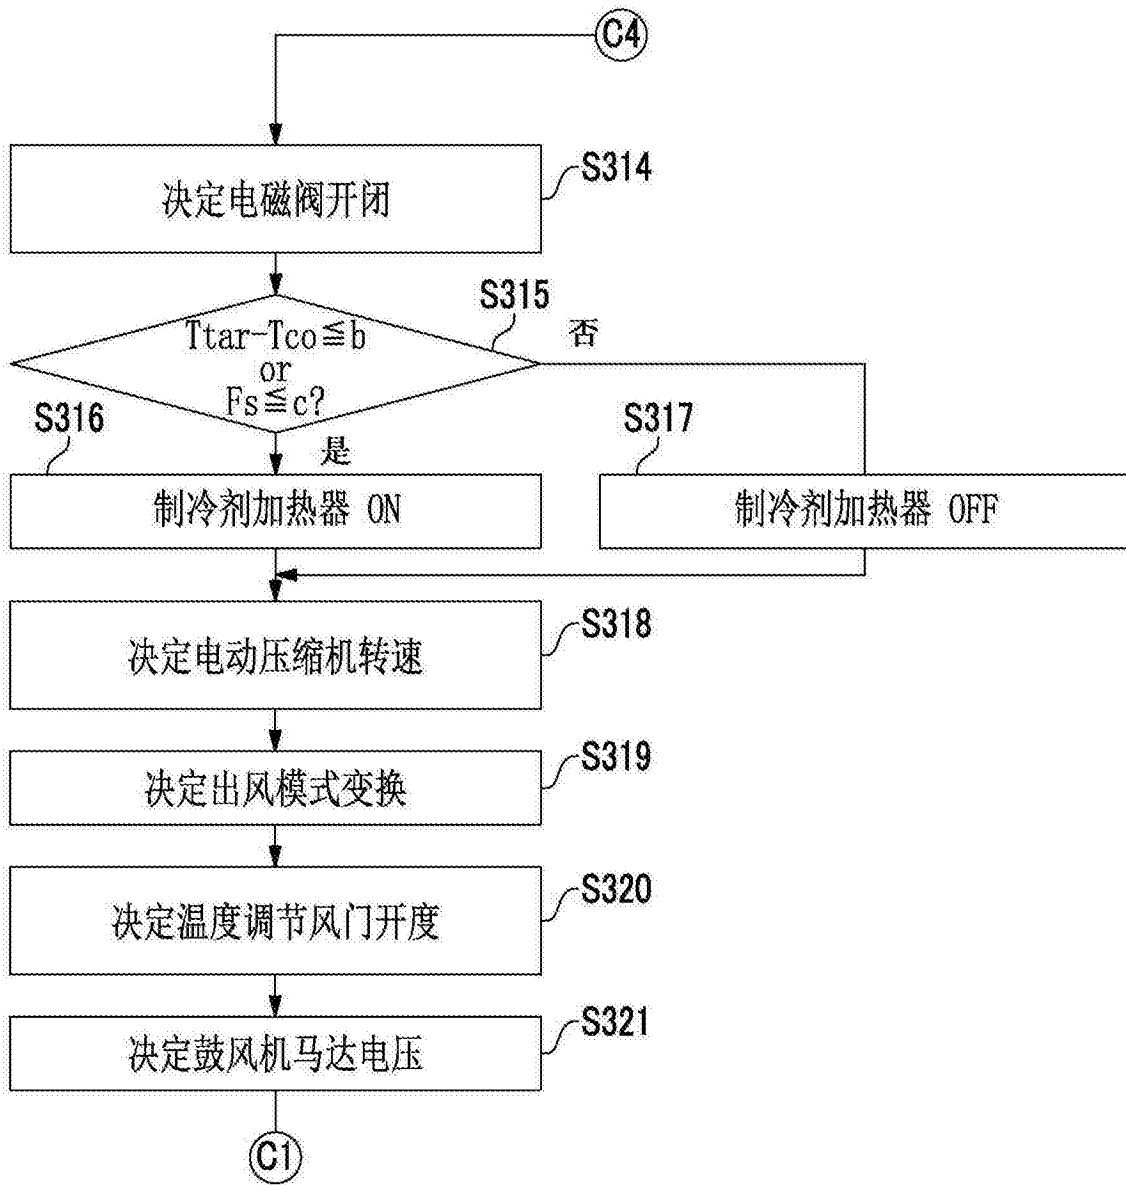 C4
决定电磁阀开闭
S314
Ttar-Tco≦b
or
Fs≦c?
S315
否
是
S316
制冷剂加热器 ON
S317
制冷剂加热器 OFF
决定电动压缩机转速
S318
决定出风模式变换
S319
决定温度调节风门开度
S320
决定鼓风机马达电压
S321
C1